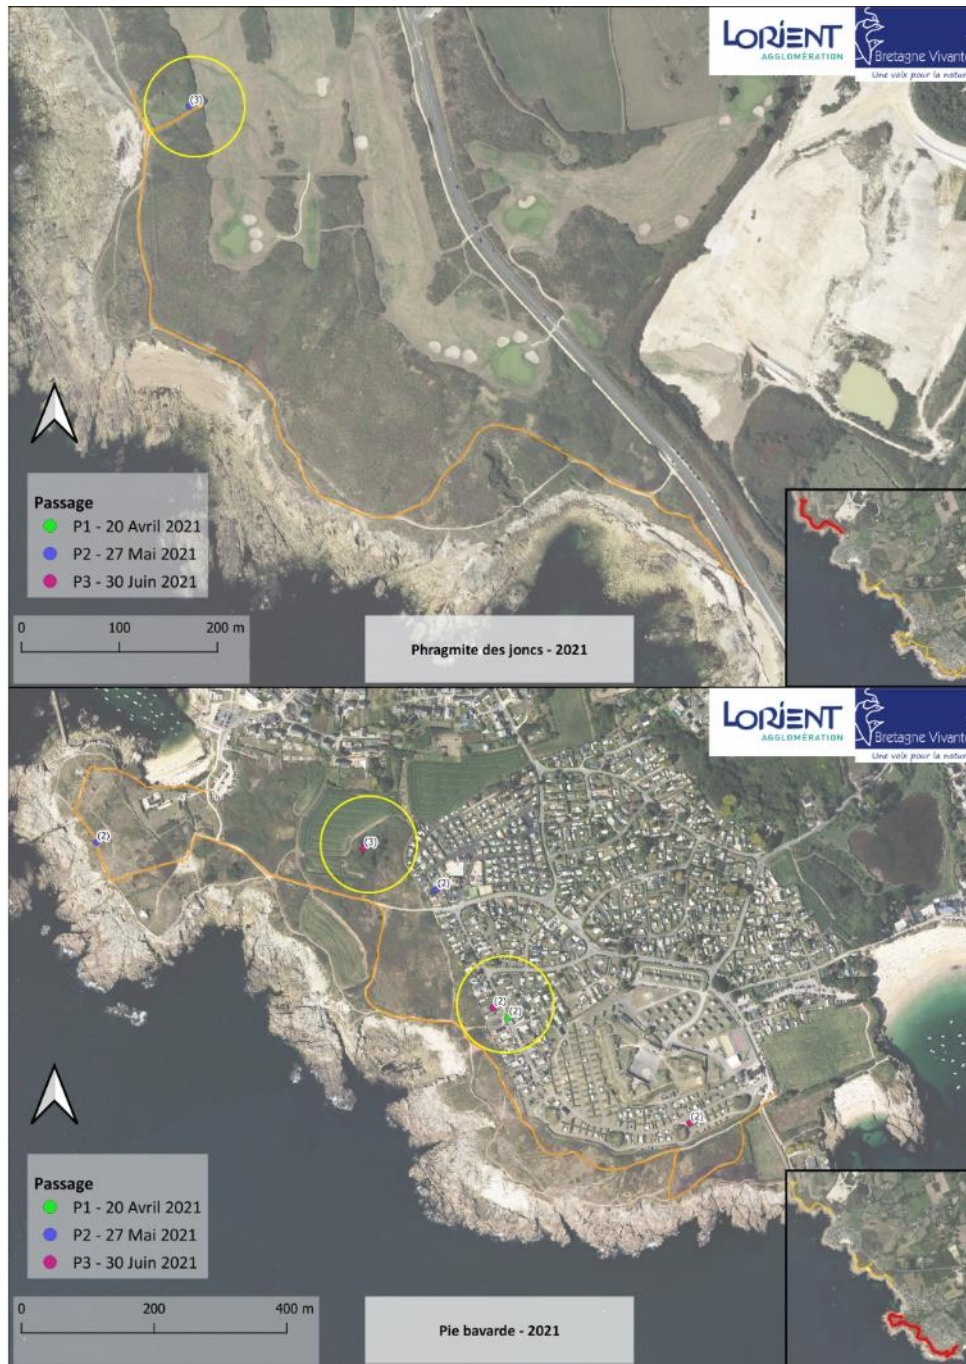 LORIENT
AGGLOMÉRATION
Bretagne Vivante
Une voix pour la nature
(3)
Passage
P1 - 20 Avril 2021
P2 - 27 Mai 2021
P3 - 30 Juin 2021
0 100 200 m
Phragmite des joncs - 2021
LORIENT
AGGLOMÉRATION
Bretagne Vivante
Une voix pour la nature
(2)
(3)
(2)
(2)
(2)
(2)
Passage
P1 - 20 Avril 2021
P2 - 27 Mai 2021
P3 - 30 Juin 2021
0 200 400 m
Pie bavarde - 2021